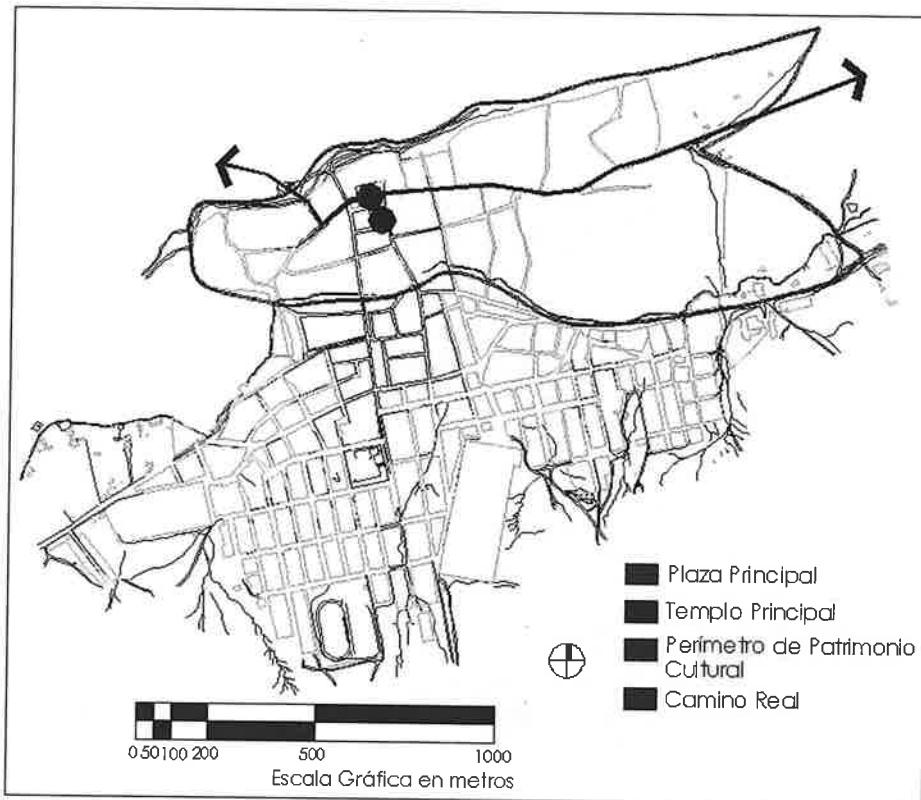 Plaza Principal
Templo Principal
Perímetro de Patrimonio
Cultural
Camino Real
0 50 100 200 500 1000
Escala Gráfica en metros